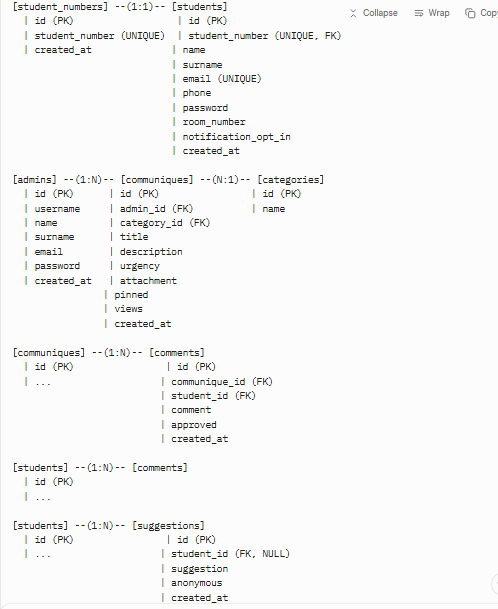 [student_numbers] --(1:1)-- [students]
| id (PK) | id (PK)
| student_number (UNIQUE) | student_number (UNIQUE, FK)
| created_at | name
| surname
| email (UNIQUE)
| phone
| password
| room_number
| notification_opt_in
| created_at
Collapse Wrap
[admins] --(1:N)-- [communiques] --(N:1)-- [categories]
| id (PK) | id (PK) | id (PK)
| username | admin_id (FK) | name
| name | category_id (FK)
| surname | title
| email | description
| password | urgency
| created_at | attachment
| pinned
| views
| created_at
[communiques] --(1:N)-- [comments]
| id (PK) | id (PK)
| ... | communique_id (FK)
| student_id (FK)
| comment
| approved
| created_at
[students] --(1:N)-- [comments]
| id (PK)
| ...
[students] --(1:N)-- [suggestions]
| id (PK) | id (PK)
| ... | student_id (FK, NULL)
| suggestion
| anonymous
| created_at